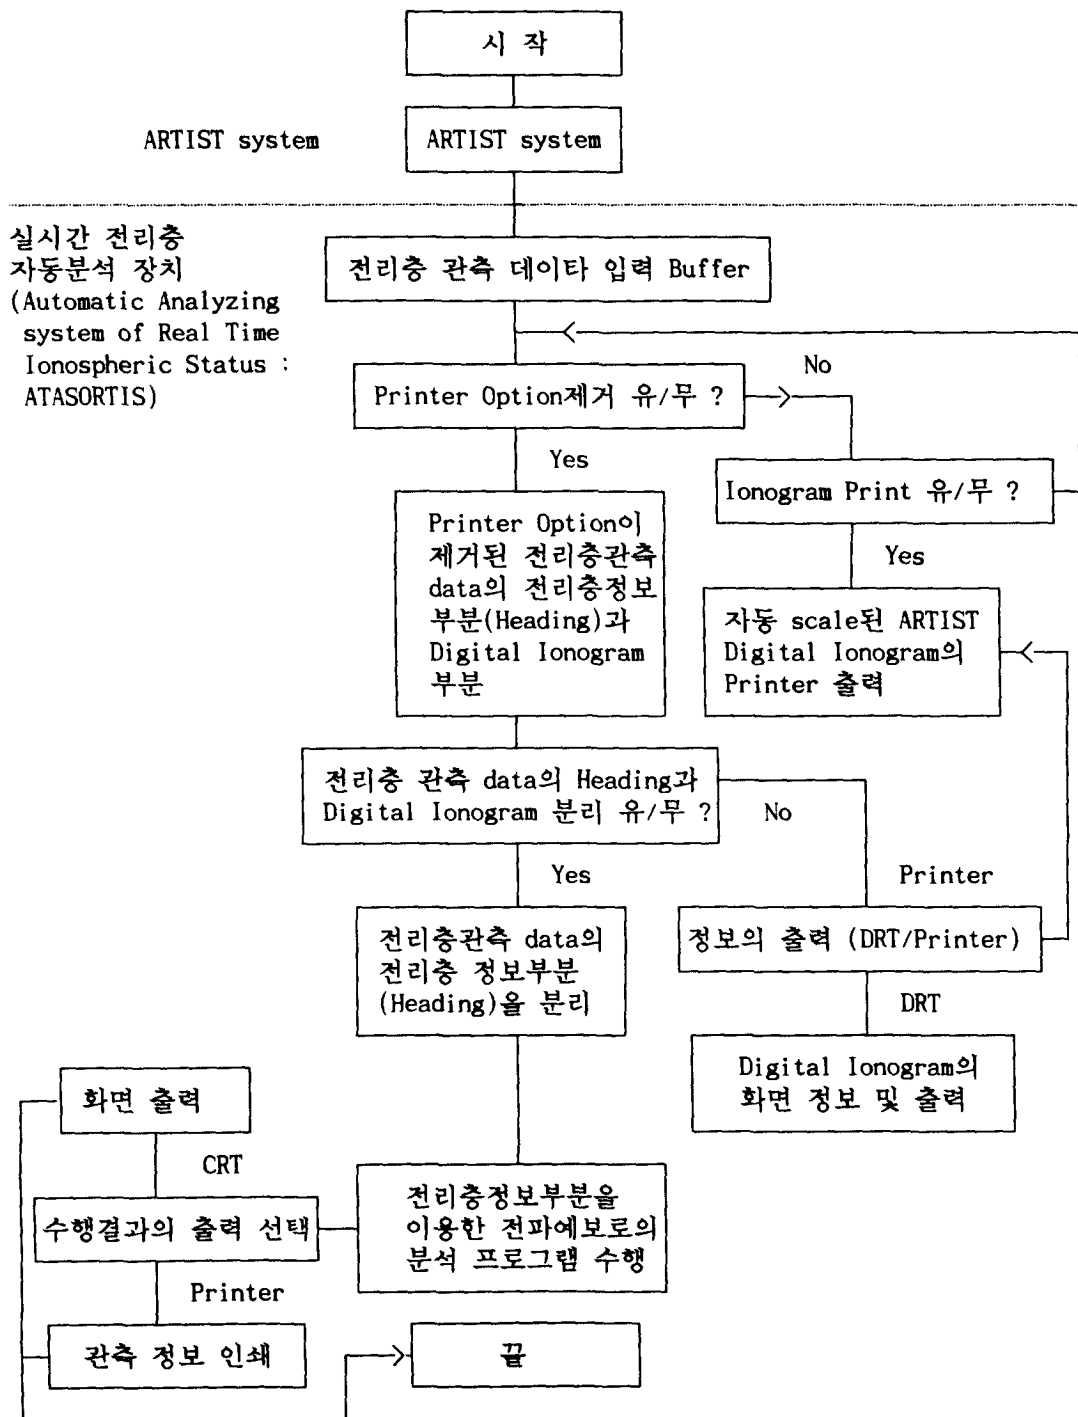 시 작
ARTIST system
ARTIST system
실시간 전리층
자동분석 장치
(Automatic Analyzing
system of Real Time
Ionospheric Status :
ATASORTIS)
전리층 관측 데이타 입력 Buffer
Printer Option제거 유/무 ?
No
Yes
Ionogram Print 유/무 ?
Yes
Printer Option이
제거된 전리층관측
data의 전리층정보
부분(Heading)과
Digital Ionogram
부분
자동 scale된 ARTIST
Digital Ionogram의
Printer 출력
전리층 관측 data의 Heading과
Digital Ionogram 분리 유/무 ?
No
Yes
Printer
전리층관측 data의
전리층 정보부분
(Heading)을 분리
정보의 출력 (DRT/Printer)
DRT
Digital Ionogram의
화면 정보 및 출력
화면 출력
CRT
수행결과의 출력 선택
전리층정보부분을
이용한 전파예보로의
분석 프로그램 수행
Printer
관측 정보 인쇄
끝